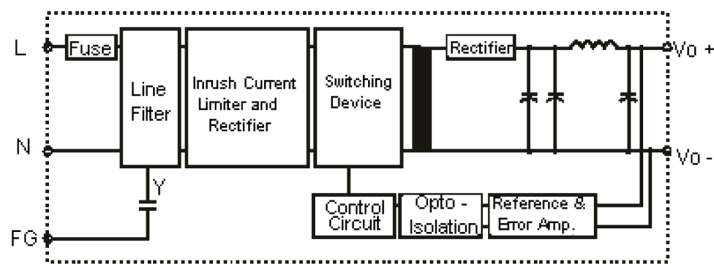 L
Fuse
Line
Filter
Inrush Current
Limiter and
Rectifier
Switching
Device
Rectifier
Vo +
N
Vo -
Y
FG
Control
Circuit
Opto -
Isolation
Reference &
Error Amp.